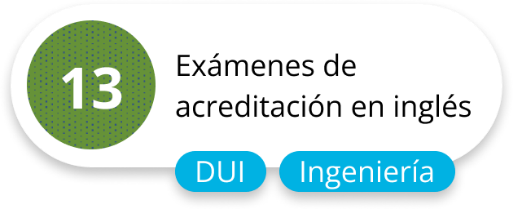 13
Exámenes de
acreditación en inglés
DUI
Ingeniería